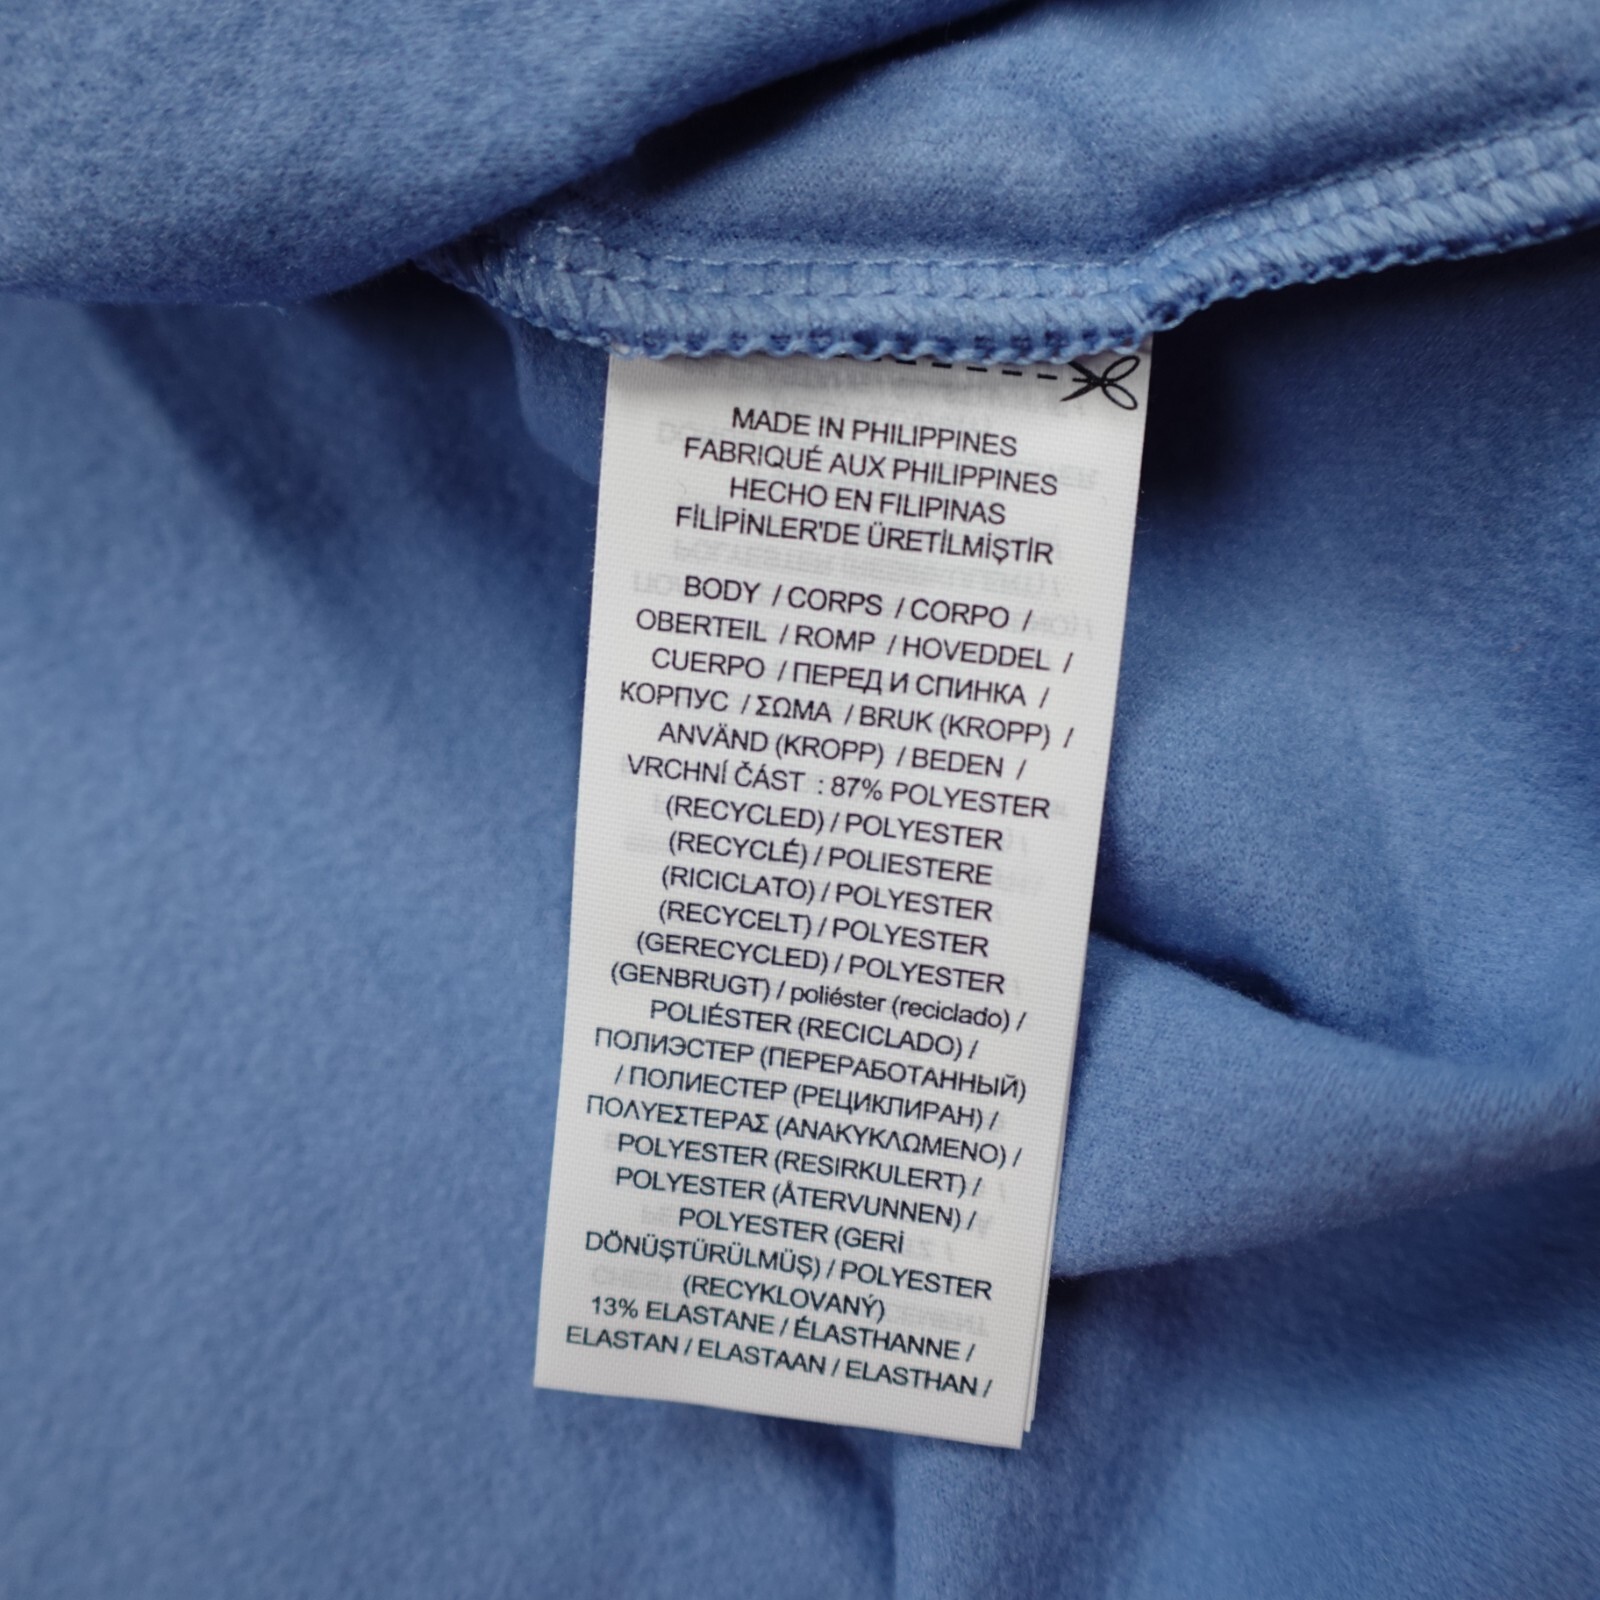 MADE IN PHILIPPINES
FABRIQUÉ AUX PHILIPPINES
HECHO EN FILIPINAS
FİLİPİNLER'DE ÜRETİLMİŞTİR
BODY / CORPS / CORPO /
OBERTEIL / ROMP / HOVEDDEL /
CUERPO / ПЕРЕД И СПИНКА /
КОРПУС / ΣΩΜΑ / BRUK (KROPP) /
ANVÄND (KROPP) / BEDEN /
VRCHNÍ ČÁST : 87% POLYESTER
(RECYCLED) / POLYESTER
(RECYCLÉ) / POLIESTERE
(RICICLATO) / POLYESTER
(RECYCELT) / POLYESTER
(GERECYCLED) / POLYESTER
(GENBRUGT) / poliéster (reciclado) /
POLIÉSTER (RECICLADO) /
ПОЛИЭСТЕР (ПЕРЕРАБОТАННЫЙ)
/ ПОЛИЕСТЕР (РЕЦИКЛИРАН) /
ΠΟΛΥΕΣΤΕΡΑΣ (ΑΝΑΚΥΚΛΩΜΕΝΟ) /
POLYESTER (RESIRKULERT) /
POLYESTER (ÅTERVUNNEN) /
POLYESTER (GERİ
DÖNÜŞTÜRÜLMÜŞ) / POLYESTER
(RECYKLOVANÝ)
13% ELASTANE / ÉLASTHANNE /
ELASTAN / ELASTAAN / ELASTHAN /